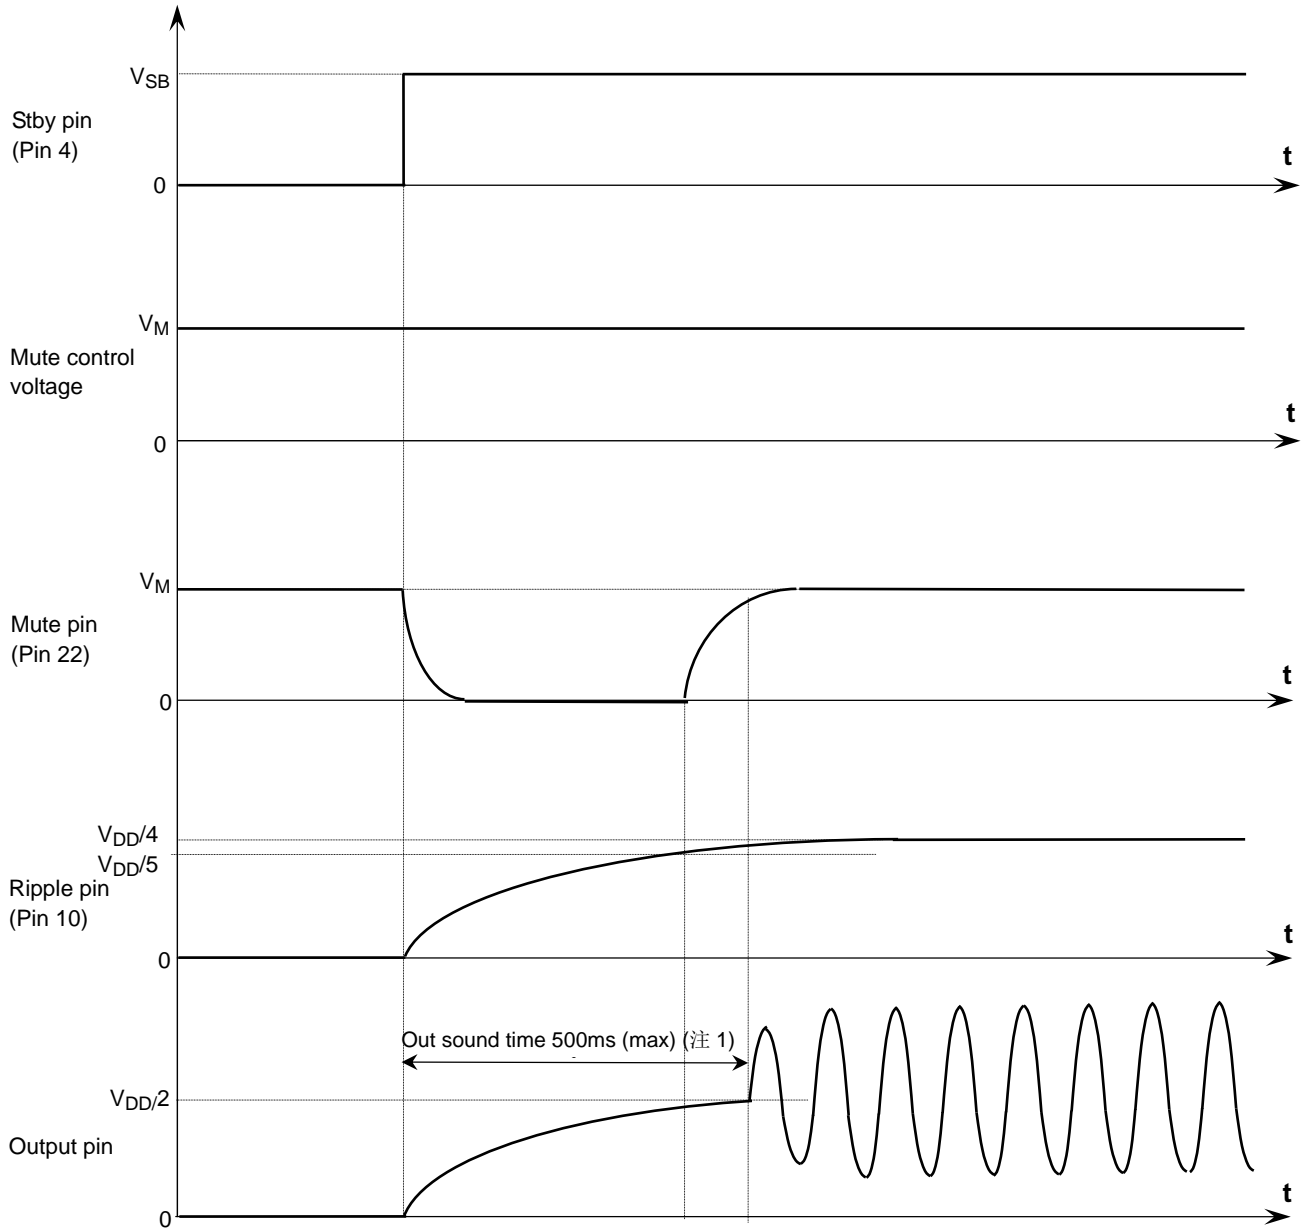 VSB
Stby pin
(Pin 4)
t
0
VM
Mute control
voltage
t
0
VM
Mute pin
(Pin 22)
t
0
VDD/4
VDD/5
Ripple pin
(Pin 10)
t
0
Out sound time 500ms (max) (注 1)
VDD/2
Output pin
t
0